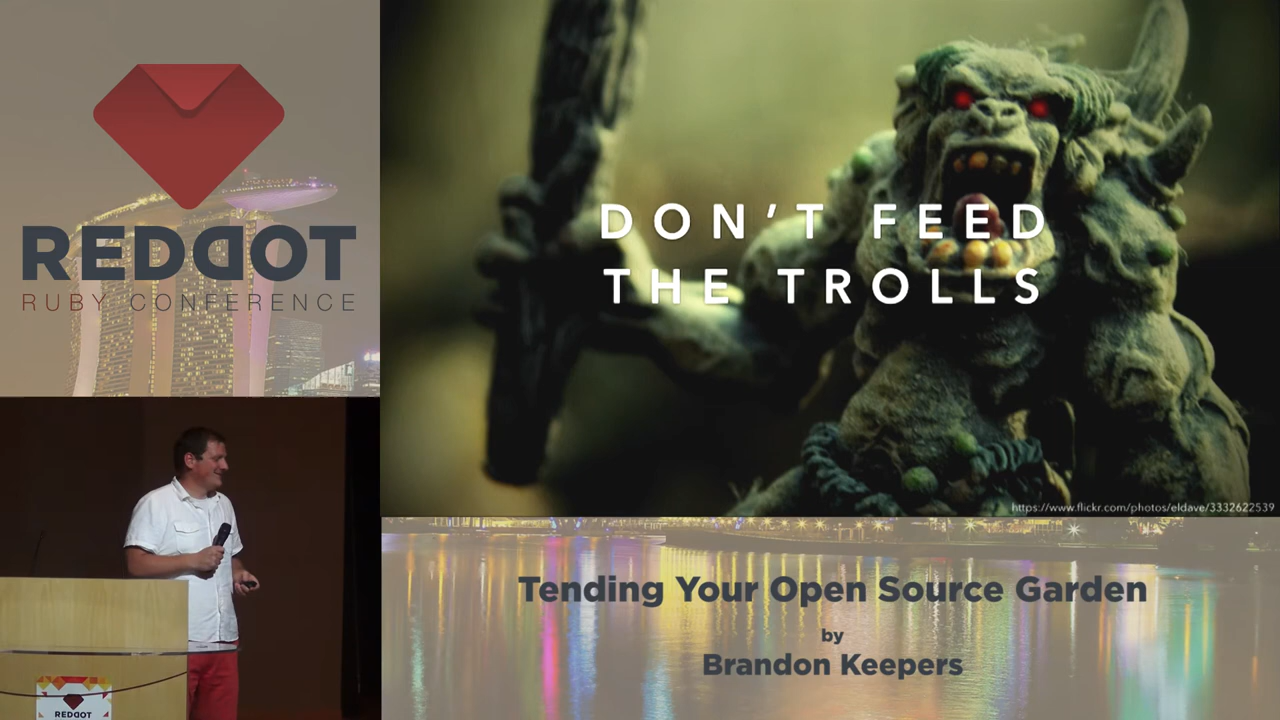 REDDOT
RUBY CONFERENCE
DON'T FEED
THE TROLLS
https://www.flickr.com/photos/eldave/3332622539
Tending Your Open Source Garden
by
Brandon Keepers
REDDOT